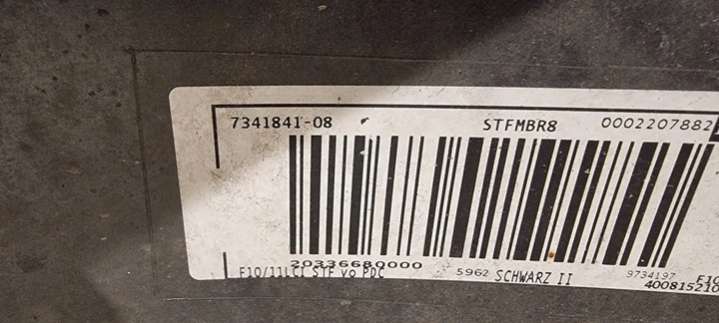 7341841-08 STFMBR8 0002207882
20336680000
F10/11LCI STF vo PDC 5962 SCHWARZ II 9734197 F10
400815210